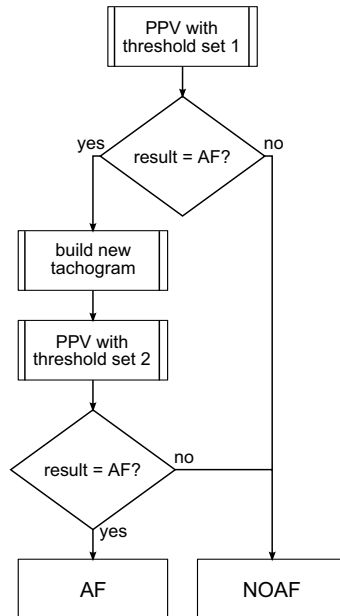 PPV with
threshold set 1
yes
no
result = AF?
build new
tachogram
PPV with
threshold set 2
result = AF?
no
yes
AF
NOAF